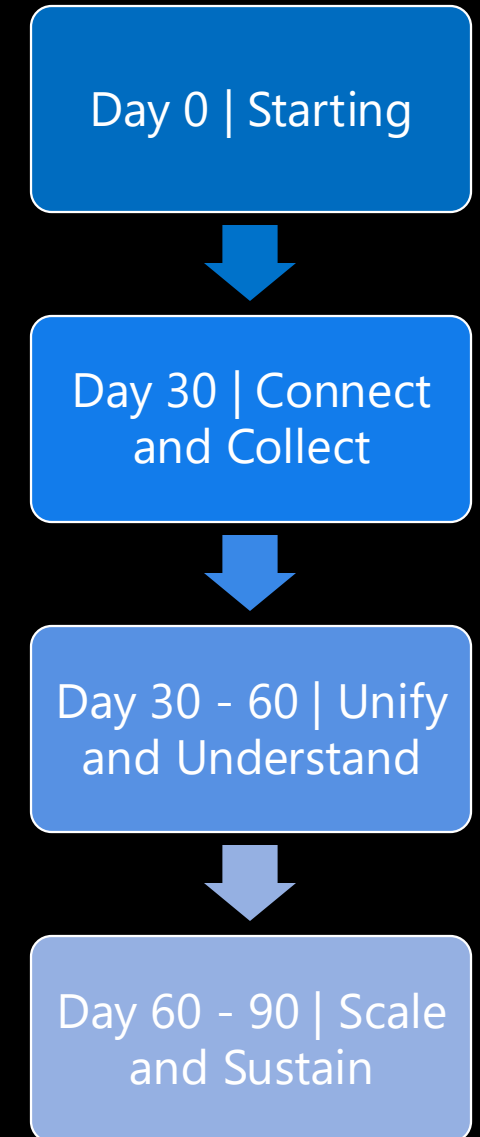 Day 0 | Starting
Day 30 | Connect
and Collect
Day 30 - 60 | Unify
and Understand
Day 60 - 90 | Scale
and Sustain